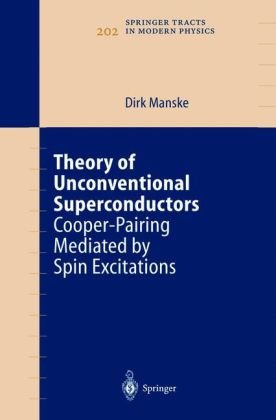 202
SPRINGER TRACTS
IN MODERN PHYSICS
Dirk Manske
Theory of
Unconventional
Superconductors
Cooper-Pairing
Mediated by
Spin Excitations
Springer